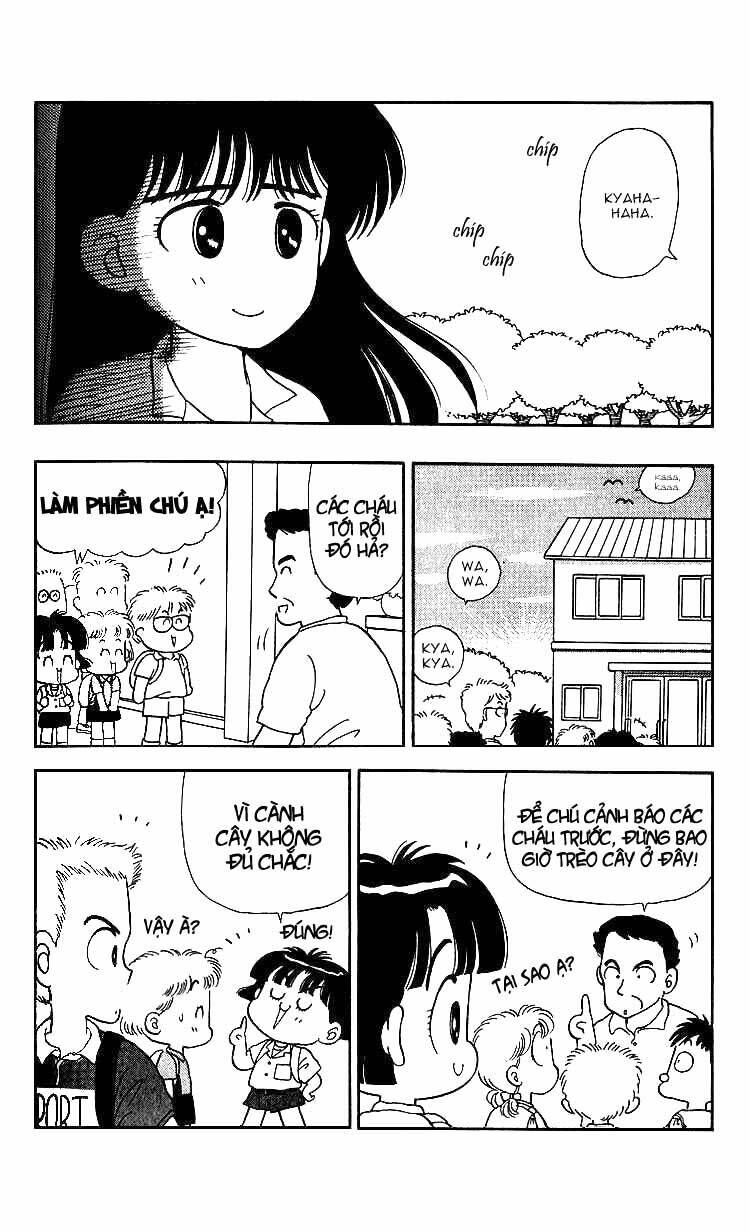 KYAHA-
HAHA.
chíp
chíp
chíp
KAAA,
KAAA.
WA,
WA.
KYA,
KYA.
CÁC CHÁU
TỚI RỒI
ĐÓ HẢ?
LÀM PHIỀN CHÚ Ạ!
ĐỂ CHÚ CẢNH BÁO CÁC
CHÁU TRƯỚC, ĐỪNG BAO
GIỜ TRÈO CÂY Ở ĐÂY!
TẠI SAO Ạ?
VÌ CÀNH
CÂY KHÔNG
ĐỦ CHẮC!
ĐÚNG!
VẬY À?
PORT